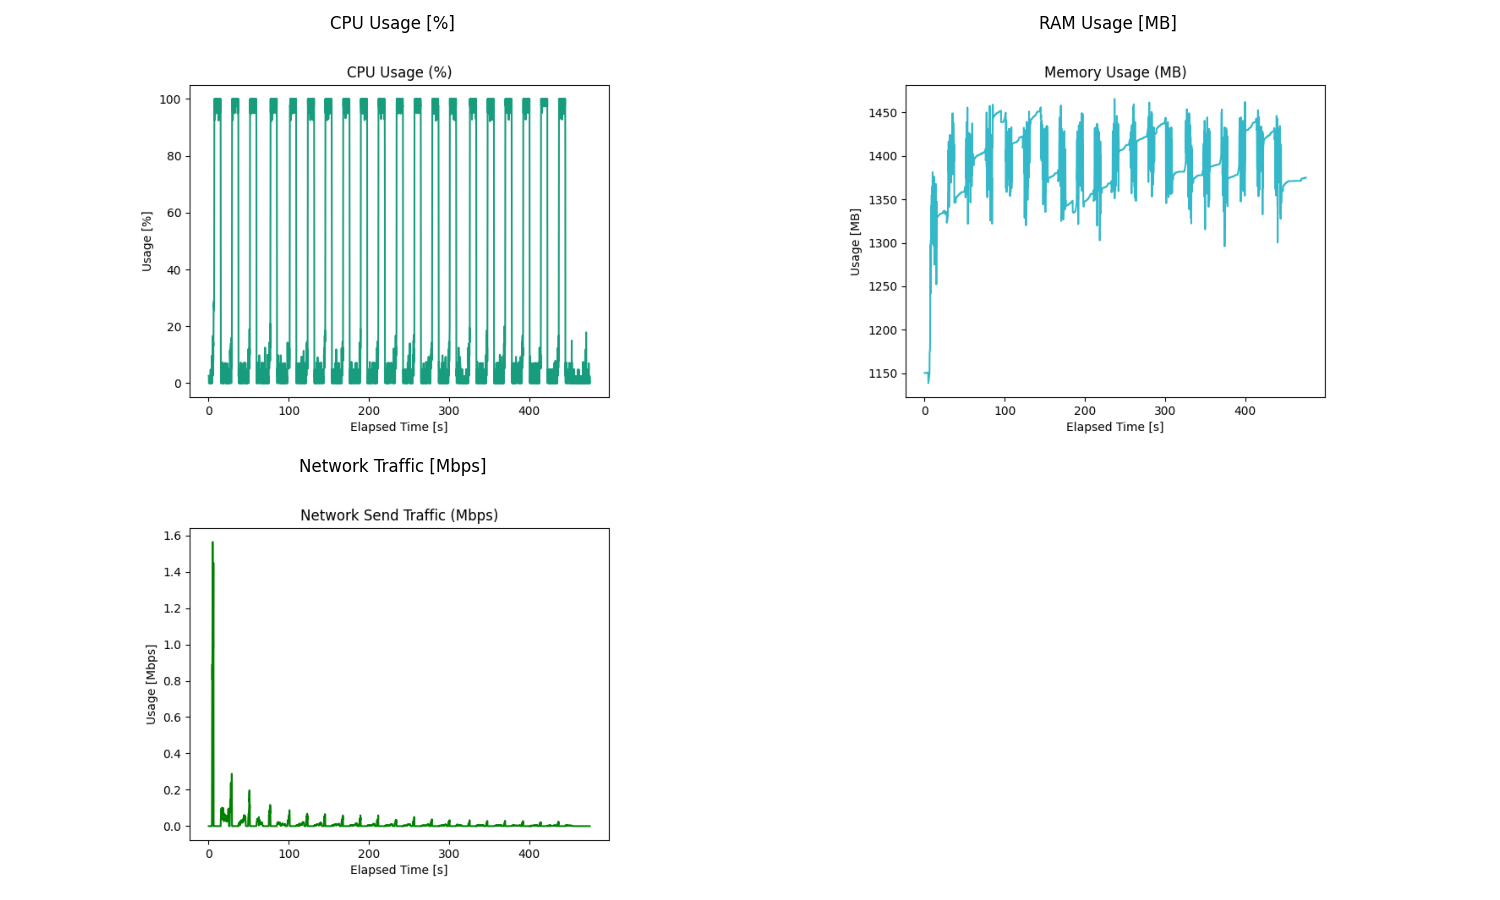 CPU Usage [%]
CPU Usage (%)
100
80
60
40
20
0
Usage [%]
0 100 200 300 400
Elapsed Time [s]
RAM Usage [MB]
Memory Usage (MB)
1450
1400
1350
1300
1250
1200
1150
Usage [MB]
0 100 200 300 400
Elapsed Time [s]
Network Traffic [Mbps]
Network Send Traffic (Mbps)
1.6
1.4
1.2
1.0
0.8
0.6
0.4
0.2
0.0
Usage [Mbps]
0 100 200 300 400
Elapsed Time [s]